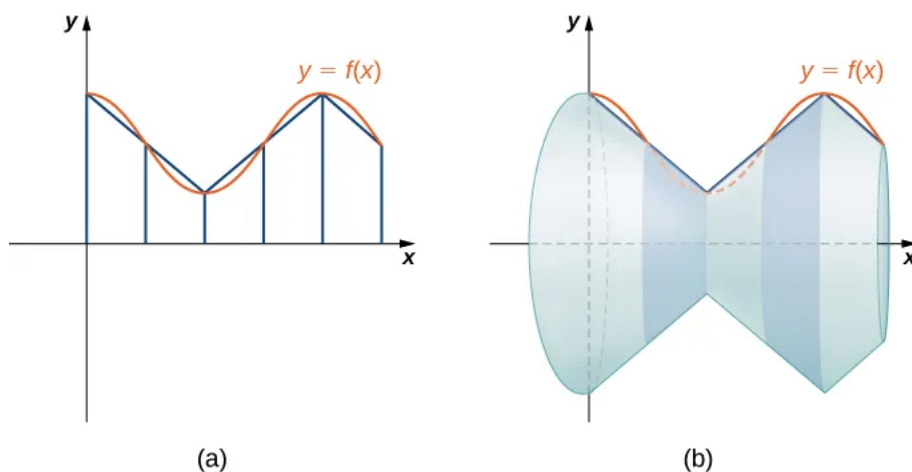 y
y = f(x)
x
(a)
y
y = f(x)
x
(b)